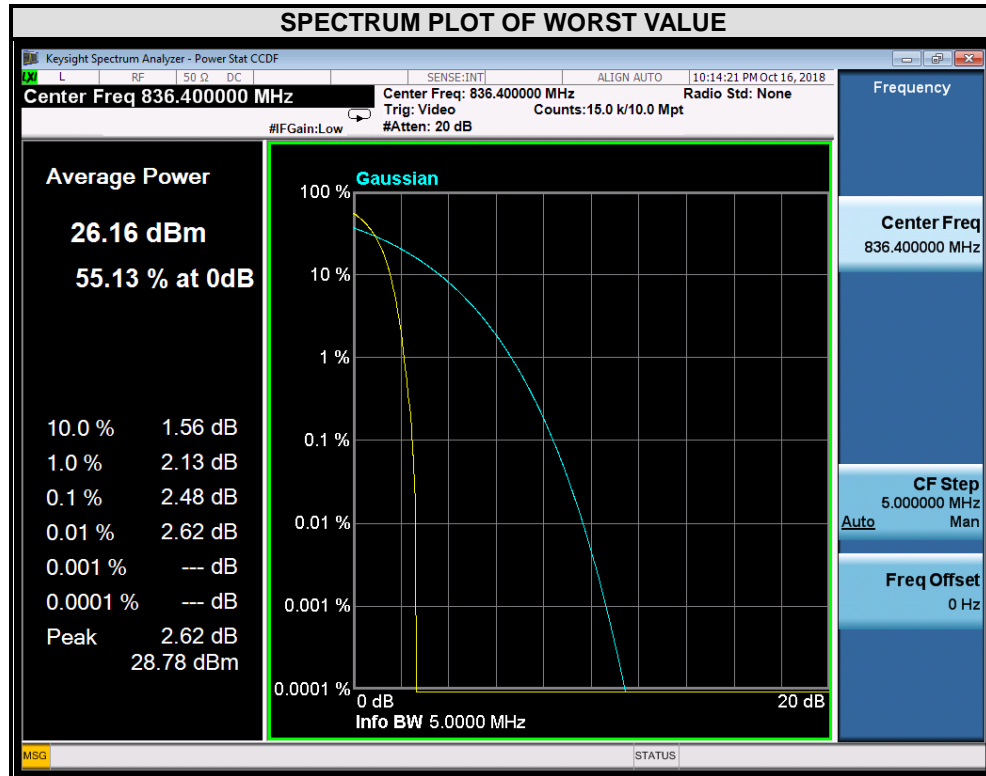 SPECTRUM PLOT OF WORST VALUE
Keysight Spectrum Analyzer - Power Stat CCDF
LXI L RF 50 Ω DC SENSE:INT ALIGN AUTO 10:14:21 PM Oct 16, 2018
Center Freq 836.400000 MHz
Center Freq: 836.400000 MHz Radio Std: None
Trig: Video Counts:15.0 k/10.0 Mpt
#IFGain:Low #Atten: 20 dB
Average Power
26.16 dBm
55.13 % at 0dB
10.0 % 1.56 dB
1.0 % 2.13 dB
0.1 % 2.48 dB
0.01 % 2.62 dB
0.001 % --- dB
0.0001 % --- dB
Peak 2.62 dB
28.78 dBm
Gaussian
100 %
10 %
1 %
0.1 %
0.01 %
0.001 %
0.0001 %
0 dB 20 dB
Info BW 5.0000 MHz
Frequency
Center Freq
836.400000 MHz
CF Step
5.000000 MHz
Auto Man
Freq Offset
0 Hz
MSG STATUS